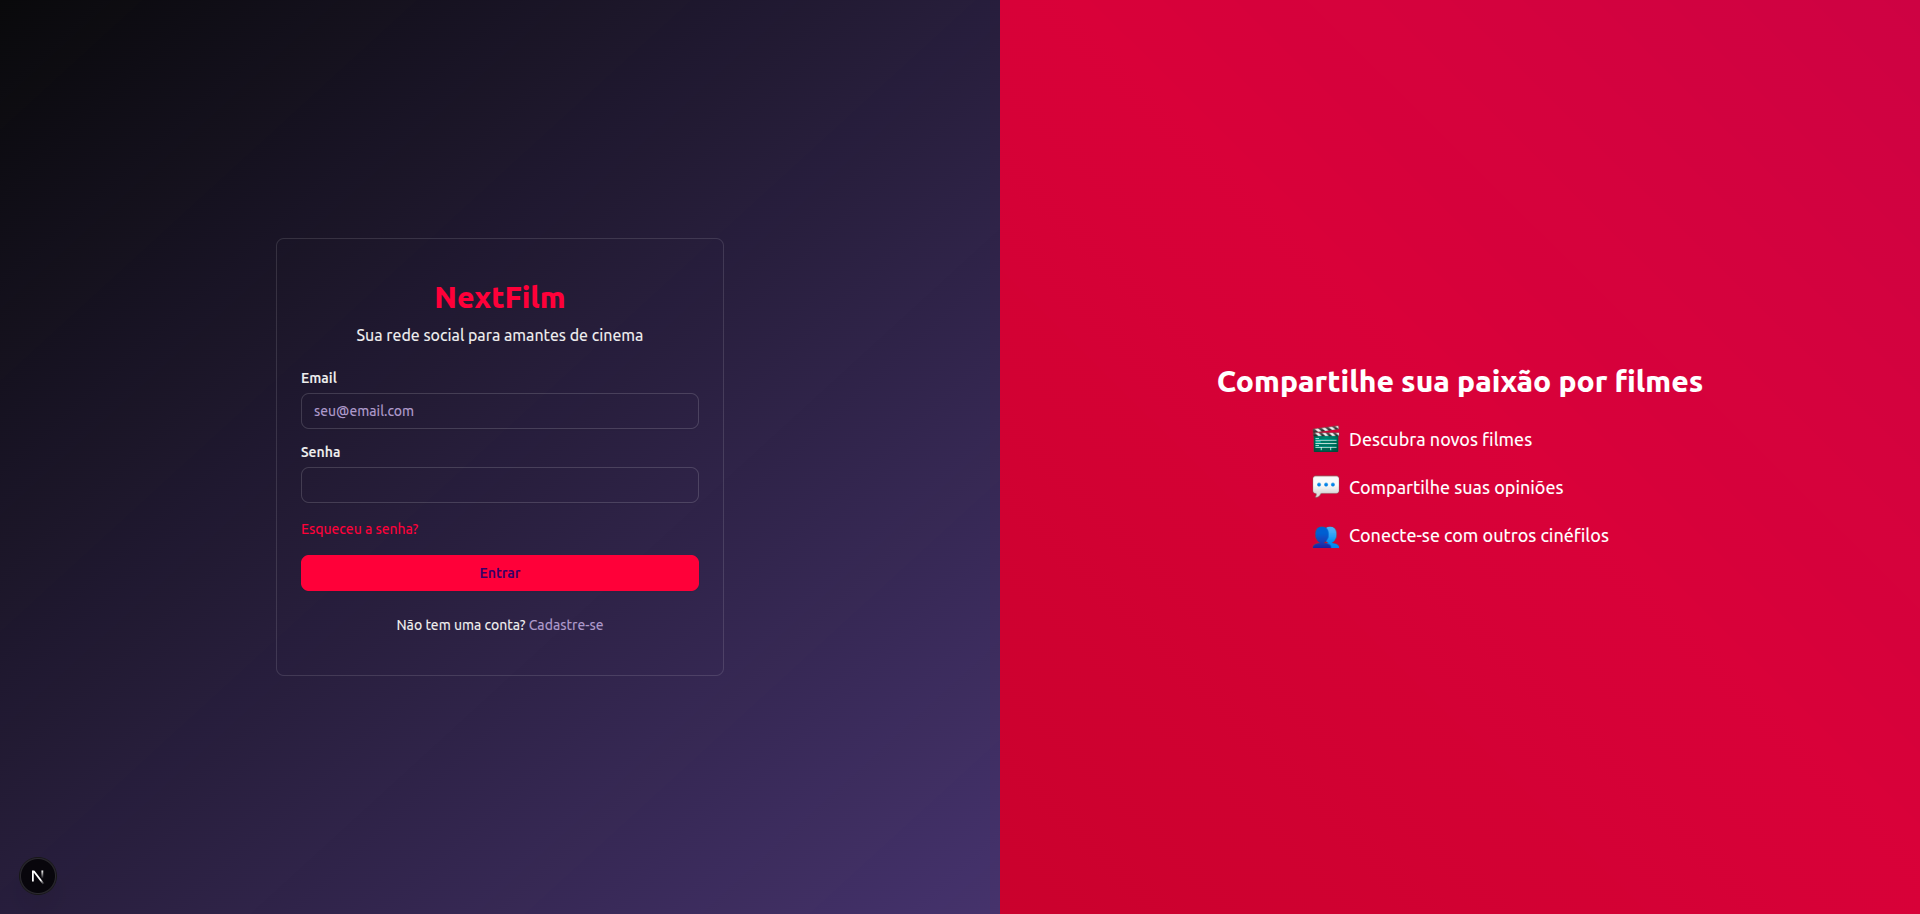 NextFilm
Sua rede social para amantes de cinema
Email
seu@email.com
Senha
Esqueceu a senha?
Entrar
Não tem uma conta? Cadastre-se
N
Compartilhe sua paixão por filmes
Descubra novos filmes
Compartilhe suas opiniões
Conecte-se com outros cinéfilos